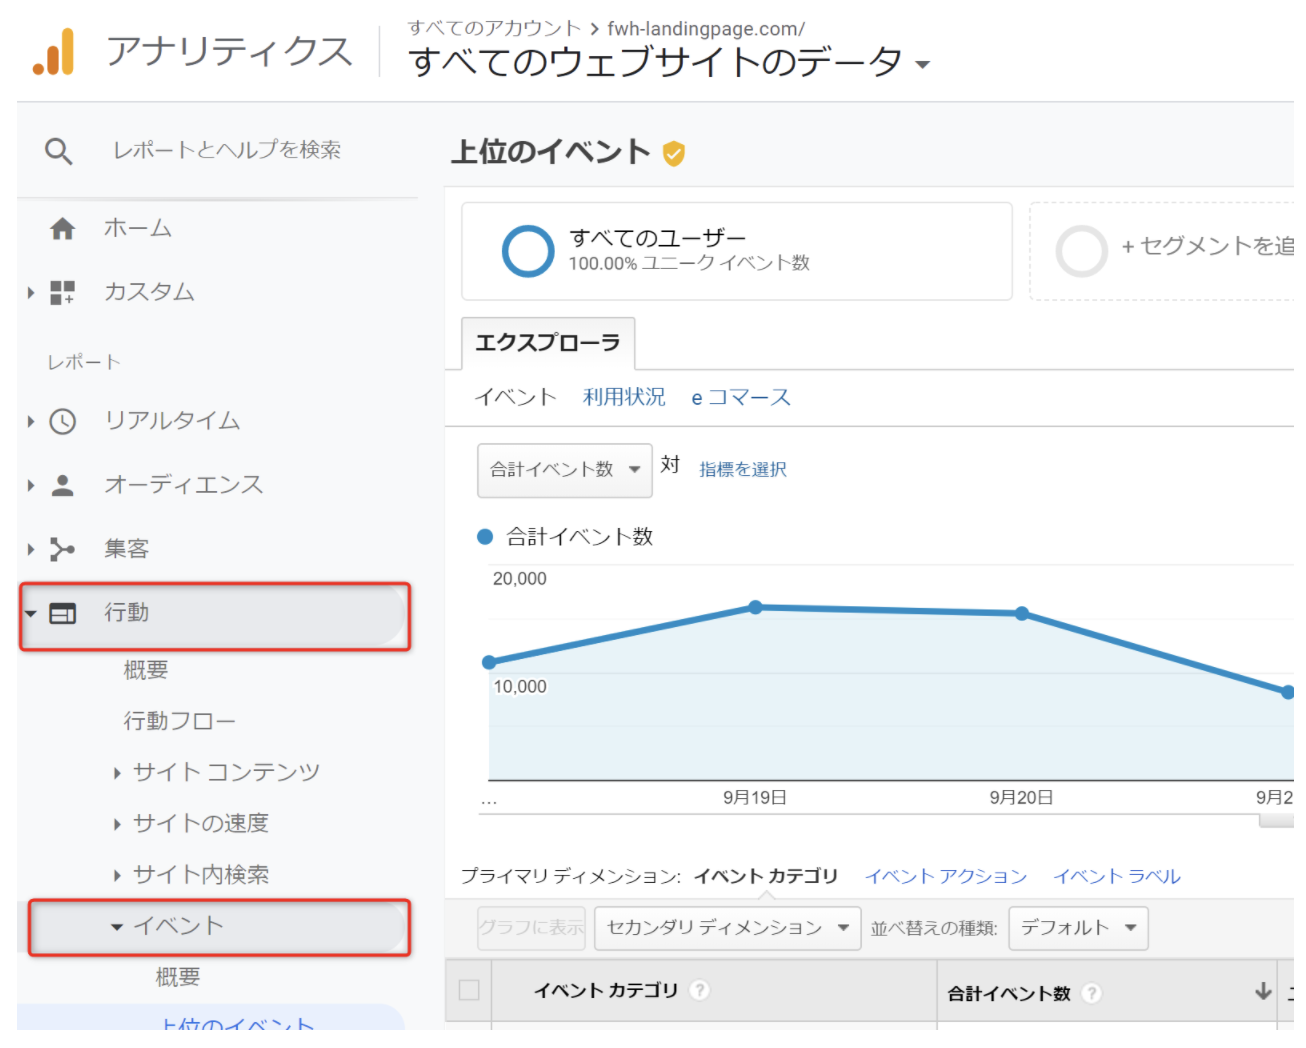 アナリティクス
すべてのアカウント > fwh-landingpage.com/
すべてのウェブサイトのデータ
レポートとヘルプを検索
ホーム
カスタム
レポート
リアルタイム
オーディエンス
集客
行動
概要
行動フロー
サイト コンテンツ
サイトの速度
サイト内検索
イベント
概要
上位のイベント
上位のイベント
すべてのユーザー
100.00% ユニーク イベント数
+ セグメントを追
エクスプローラ
イベント 利用状況 e コマース
合計イベント数 対 指標を選択
合計イベント数
20,000
10,000
... 9月19日 9月20日 9月2
プライマリ ディメンション: イベント カテゴリ イベント アクション イベント ラベル
グラフに表示 セカンダリ ディメンション 並べ替えの種類: デフォルト
イベント カテゴリ ? 合計イベント数 ?